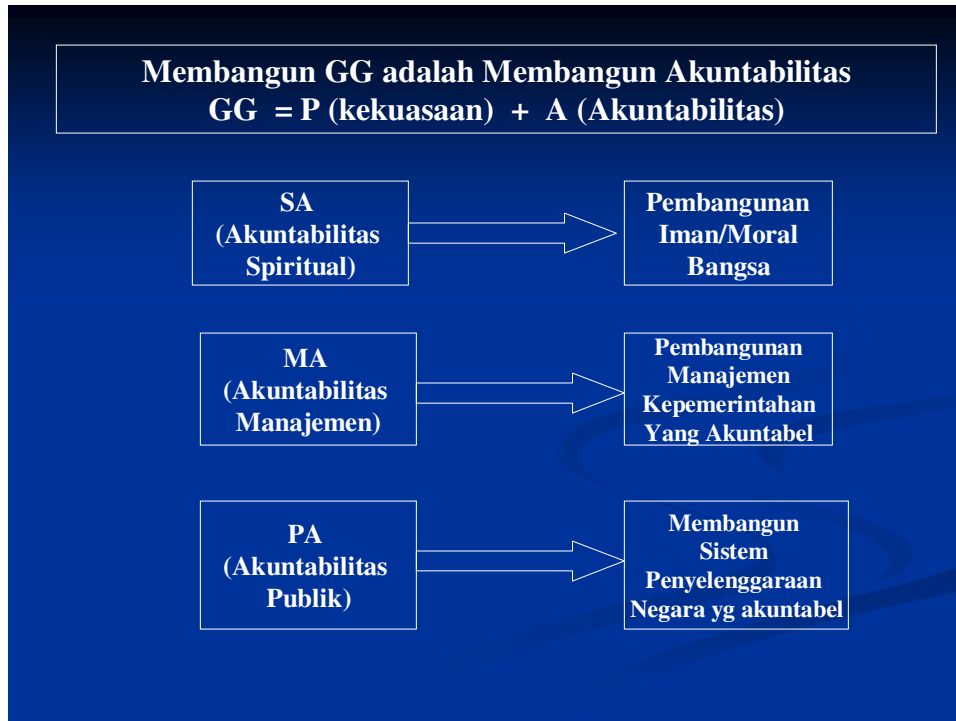 Membangun GG adalah Membangun Akuntabilitas
GG = P (kekuasaan) + A (Akuntabilitas)
SA
(Akuntabilitas
Spiritual)
Pembangunan
Iman/Moral
Bangsa
MA
(Akuntabilitas
Manajemen)
Pembangunan
Manajemen
Kepemerintahan
Yang Akuntabel
PA
(Akuntabilitas
Publik)
Membangun
Sistem
Penyelenggaraan
Negara yg akuntabel